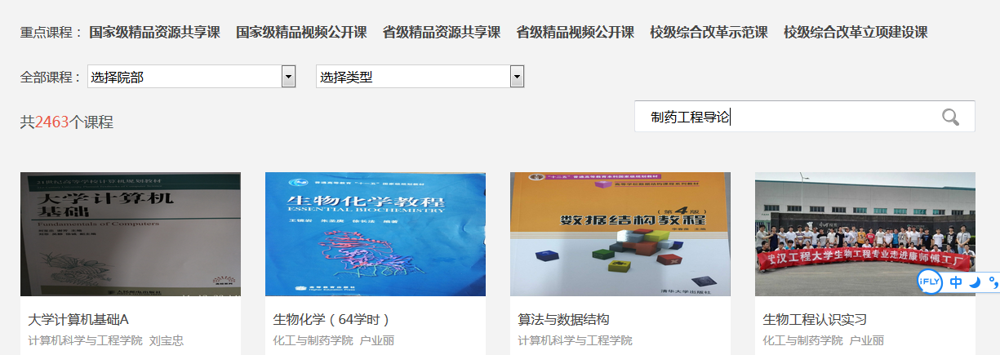 重点课程： 国家级精品资源共享课 国家级精品视频公开课 省级精品资源共享课 省级精品视频公开课 校级综合改革示范课 校级综合改革立项建设课
全部课程： 选择院部 选择类型
共2463个课程
制药工程导论
21世纪高等学校计算机规划教材
大学计算机
基础
Fundamentals of Computers
普通高等教育“十一五”国家级规划教材
生物化学教程
ESSENTIAL BIOCHEMISTRY
王镜岩 朱圣庚 徐长法 编著
高等教育出版社
Higher Education Press
“十二五”普通高等教育本科国家级规划教材
（第4版）
数据结构教程
清华大学出版社
武汉工程大学生物工程专业走进康师傅工厂
iFLY 中
大学计算机基础A
计算机科学与工程学院 刘宝忠
生物化学（64学时）
化工与制药学院 户业丽
算法与数据结构
计算机科学与工程学院
生物工程认识实习
化工与制药学院 户业丽